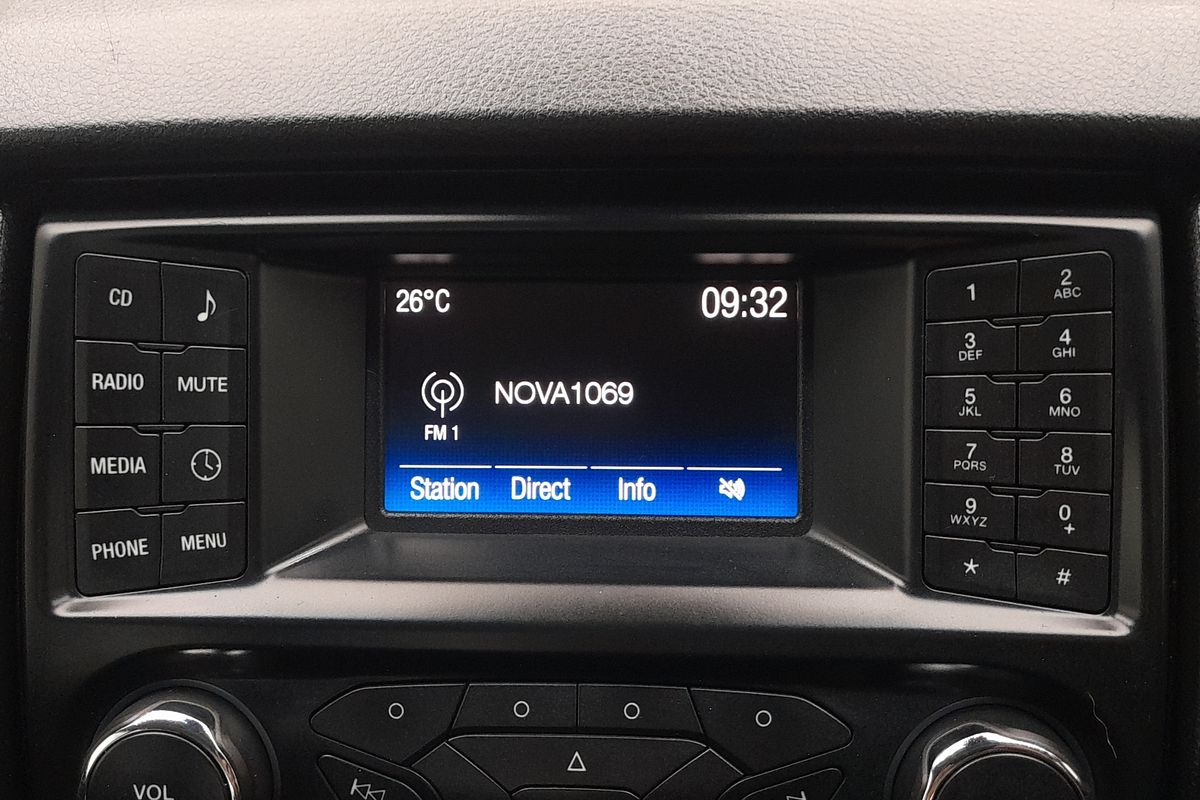 CD
RADIO MUTE
MEDIA
PHONE MENU
26°C 09:32
NOVA1069
FM 1
Station Direct Info
1 2 ABC
3 DEF 4 GHI
5 JKL 6 MNO
7 PQRS 8 TUV
9 WXYZ 0 +
* #
VOL